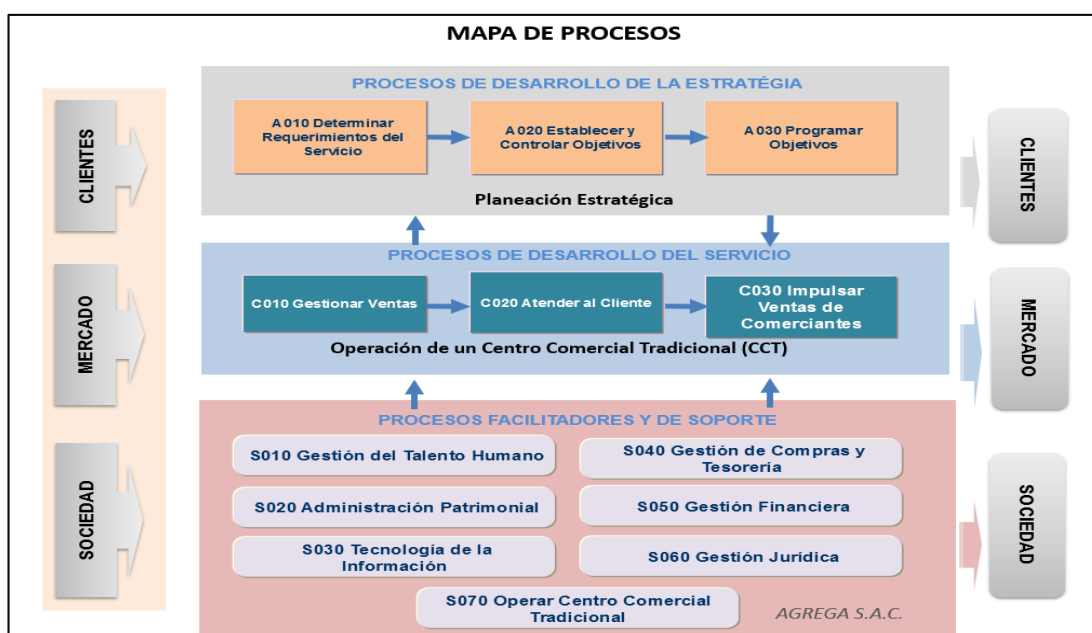 MAPA DE PROCESOS
CLIENTES
MERCADO
SOCIEDAD
PROCESOS DE DESARROLLO DE LA ESTRATÉGIA
A010 Determinar
Requerimientos del
Servicio
A020 Establecer y
Controlar Objetivos
A030 Programar
Objetivos
Planeación Estratégica
PROCESOS DE DESARROLLO DEL SERVICIO
C010 Gestionar Ventas
C020 Atender al Cliente
C030 Impulsar
Ventas de
Comerciantes
Operación de un Centro Comercial Tradicional (CCT)
PROCESOS FACILITADORES Y DE SOPORTE
S010 Gestión del Talento Humano
S040 Gestión de Compras y
Tesorería
S020 Administración Patrimonial
S050 Gestión Financiera
S030 Tecnología de la
Información
S060 Gestión Jurídica
S070 Operar Centro Comercial
Tradicional
AGREGA S.A.C.
CLIENTES
MERCADO
SOCIEDAD